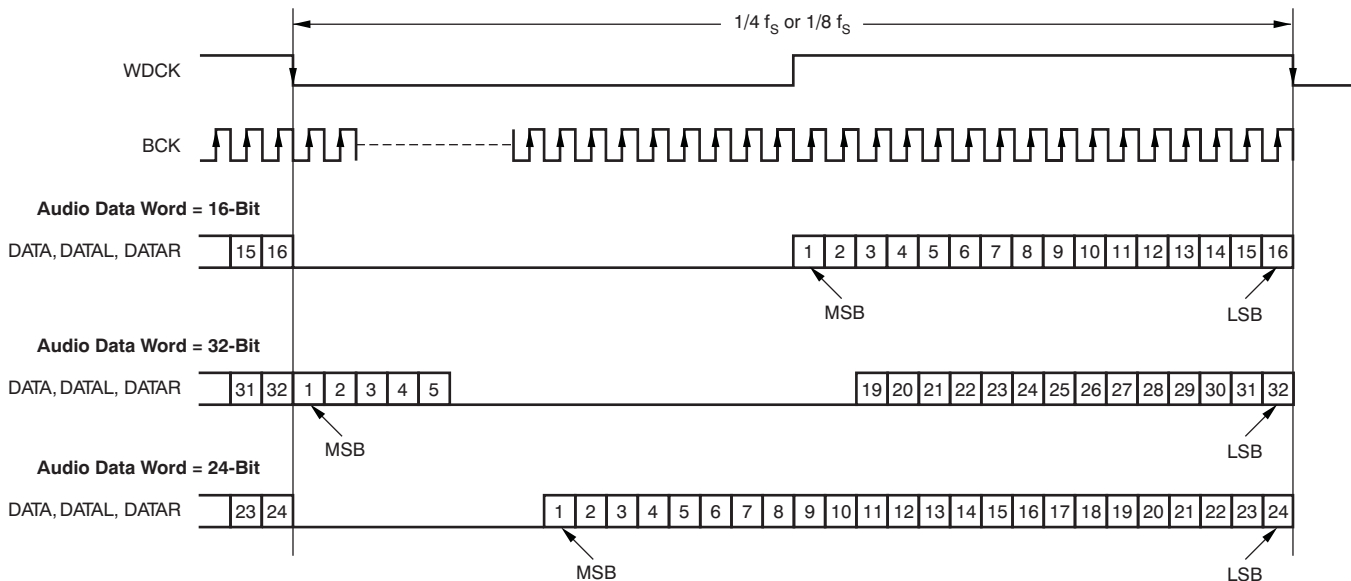 1/4 fS or 1/8 fS
WDCK
BCK
Audio Data Word = 16-Bit
DATA, DATAL, DATAR 15 16 1 2 3 4 5 6 7 8 9 10 11 12 13 14 15 16
MSB LSB
Audio Data Word = 32-Bit
DATA, DATAL, DATAR 31 32 1 2 3 4 5 19 20 21 22 23 24 25 26 27 28 29 30 31 32
MSB LSB
Audio Data Word = 24-Bit
DATA, DATAL, DATAR 23 24 1 2 3 4 5 6 7 8 9 10 11 12 13 14 15 16 17 18 19 20 21 22 23 24
MSB LSB